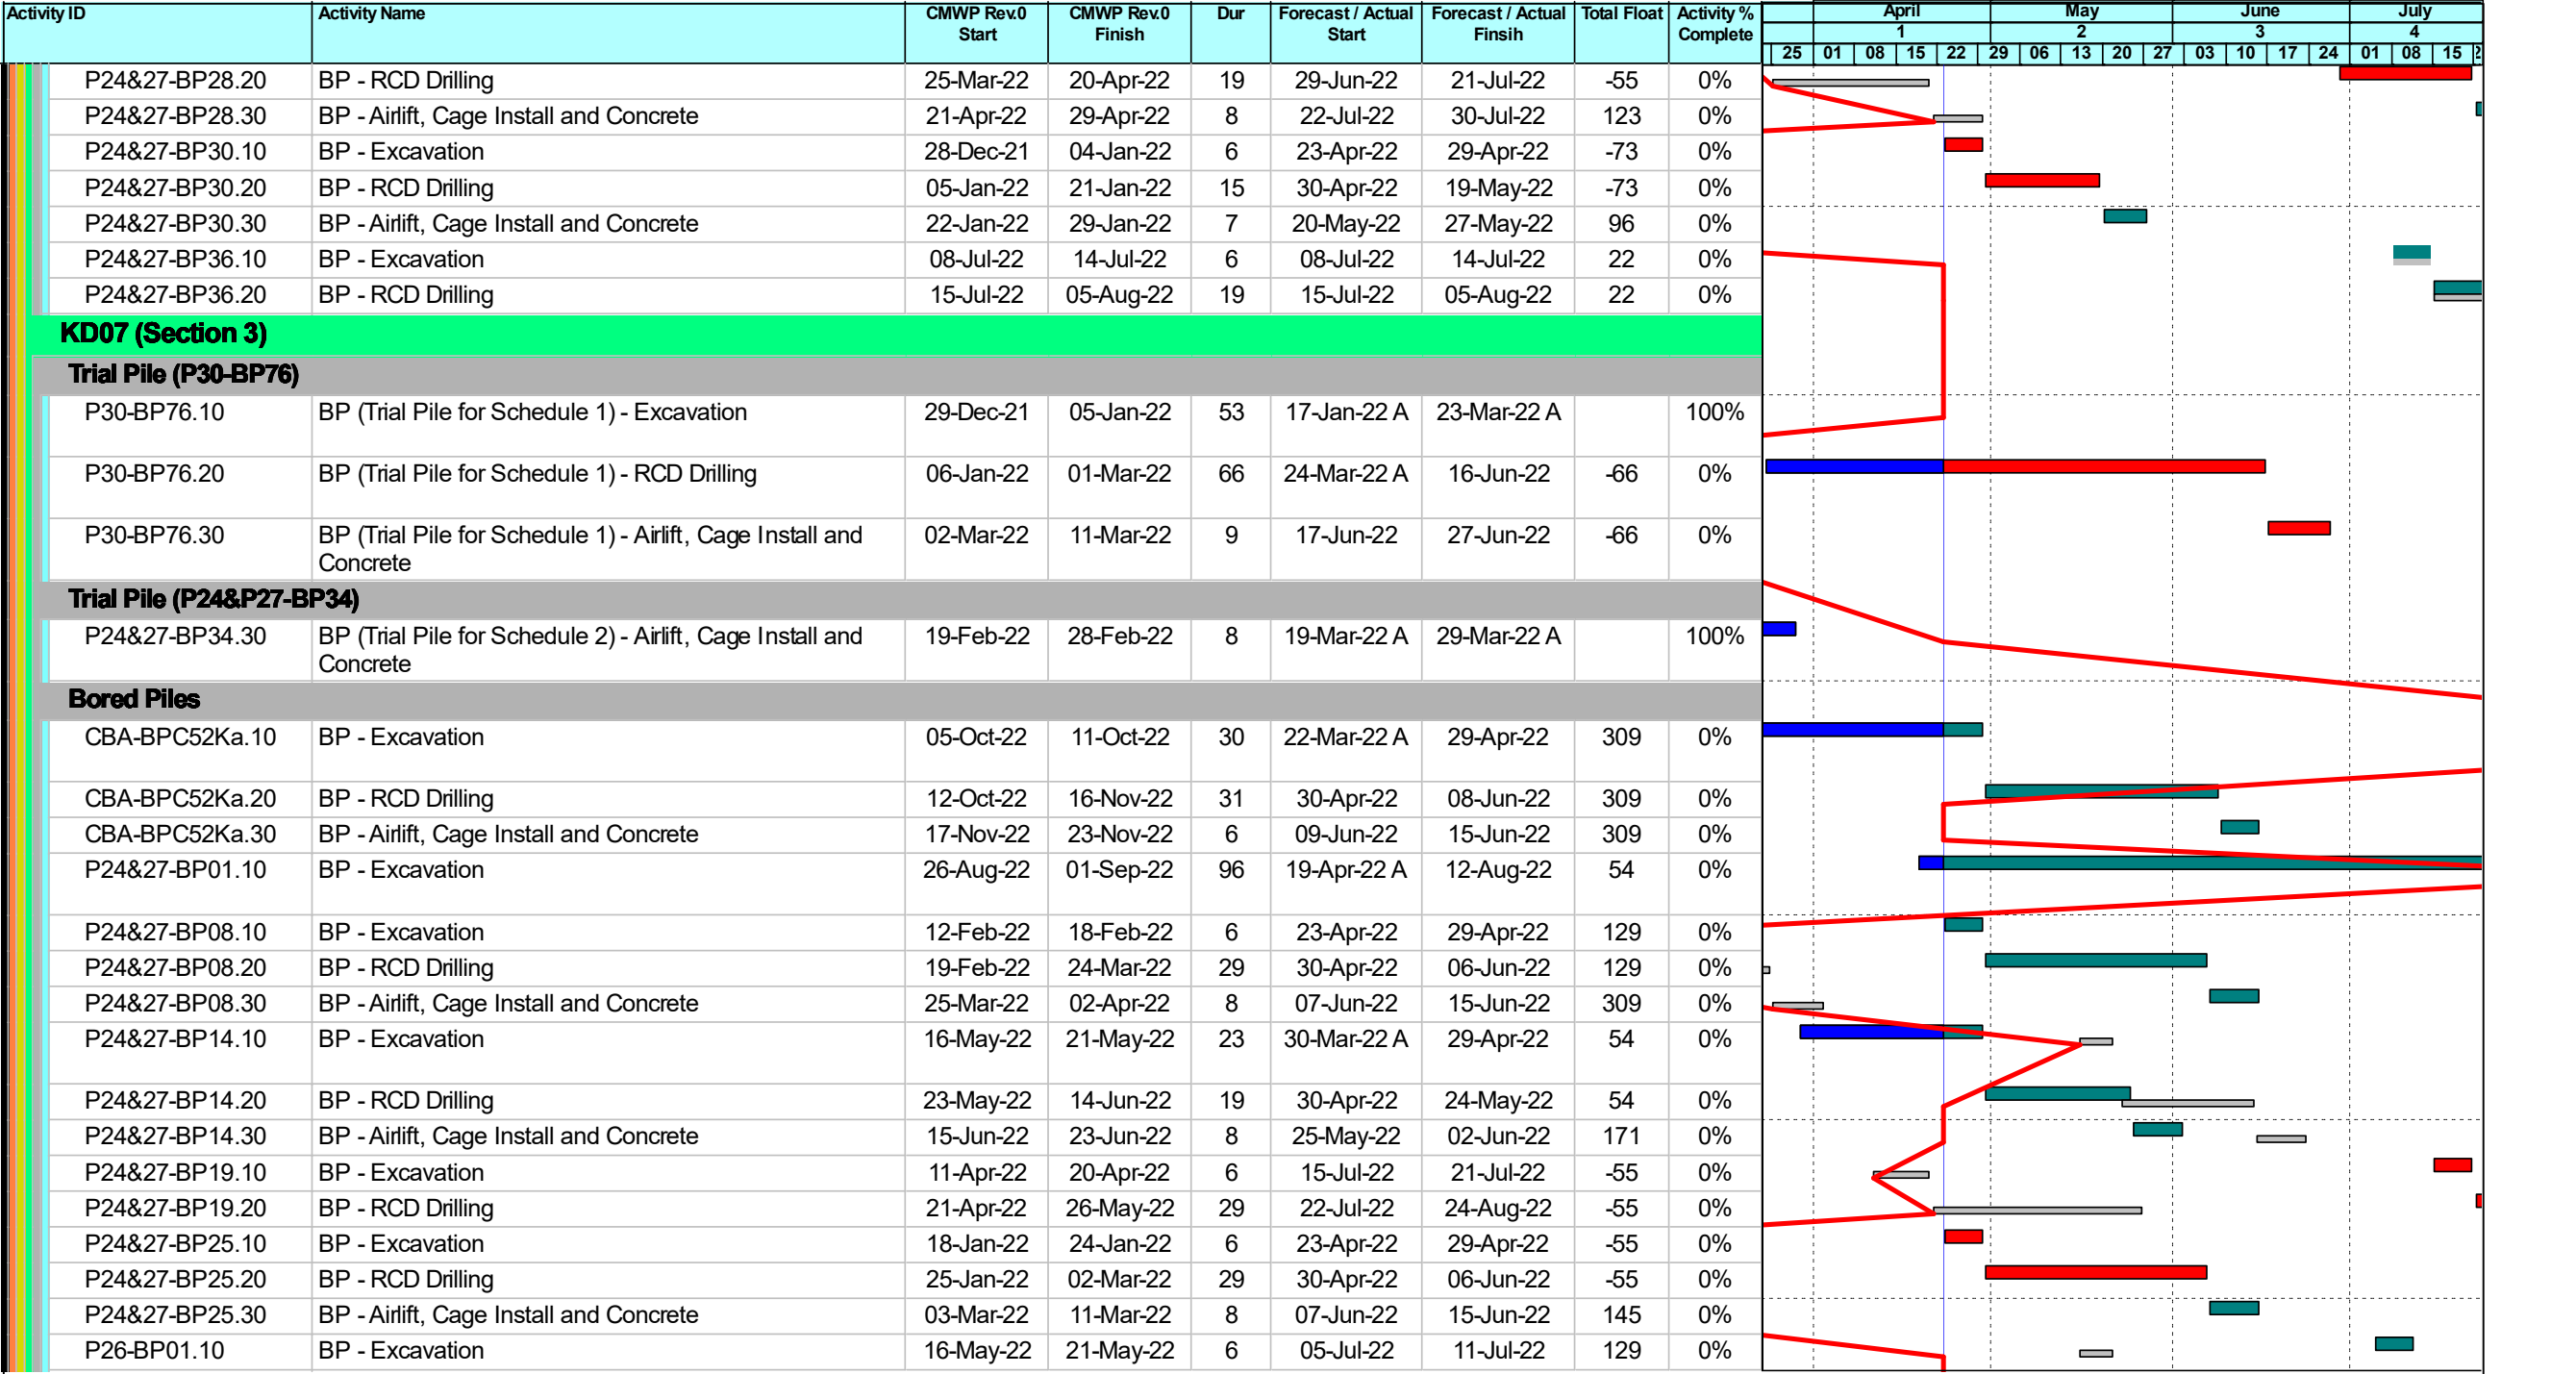 Activity ID Activity Name CMWP Rev.0 Start CMWP Rev.0 Finish Dur Forecast / Actual Start Forecast / Actual Finsih Total Float Activity % Complete April May June July
1 2 3 4
25 01 08 15 22 29 06 13 20 27 03 10 17 24 01 08 15
P24&27-BP28.20 BP - RCD Drilling 25-Mar-22 20-Apr-22 19 29-Jun-22 21-Jul-22 -55 0%
P24&27-BP28.30 BP - Airlift, Cage Install and Concrete 21-Apr-22 29-Apr-22 8 22-Jul-22 30-Jul-22 123 0%
P24&27-BP30.10 BP - Excavation 28-Dec-21 04-Jan-22 6 23-Apr-22 29-Apr-22 -73 0%
P24&27-BP30.20 BP - RCD Drilling 05-Jan-22 21-Jan-22 15 30-Apr-22 19-May-22 -73 0%
P24&27-BP30.30 BP - Airlift, Cage Install and Concrete 22-Jan-22 29-Jan-22 7 20-May-22 27-May-22 96 0%
P24&27-BP36.10 BP - Excavation 08-Jul-22 14-Jul-22 6 08-Jul-22 14-Jul-22 22 0%
P24&27-BP36.20 BP - RCD Drilling 15-Jul-22 05-Aug-22 19 15-Jul-22 05-Aug-22 22 0%
KD07 (Section 3)
Trial Pile (P30-BP76)
P30-BP76.10 BP (Trial Pile for Schedule 1) - Excavation 29-Dec-21 05-Jan-22 53 17-Jan-22 A 23-Mar-22 A 100%
P30-BP76.20 BP (Trial Pile for Schedule 1) - RCD Drilling 06-Jan-22 01-Mar-22 66 24-Mar-22 A 16-Jun-22 -66 0%
P30-BP76.30 BP (Trial Pile for Schedule 1) - Airlift, Cage Install and 02-Mar-22 11-Mar-22 9 17-Jun-22 27-Jun-22 -66 0%
Concrete
Trial Pile (P24&P27-BP34)
P24&27-BP34.30 BP (Trial Pile for Schedule 2) - Airlift, Cage Install and 19-Feb-22 28-Feb-22 8 19-Mar-22 A 29-Mar-22 A 100%
Concrete
Bored Piles
CBA-BPC52Ka.10 BP - Excavation 05-Oct-22 11-Oct-22 30 22-Mar-22 A 29-Apr-22 309 0%
CBA-BPC52Ka.20 BP - RCD Drilling 12-Oct-22 16-Nov-22 31 30-Apr-22 08-Jun-22 309 0%
CBA-BPC52Ka.30 BP - Airlift, Cage Install and Concrete 17-Nov-22 23-Nov-22 6 09-Jun-22 15-Jun-22 309 0%
P24&27-BP01.10 BP - Excavation 26-Aug-22 01-Sep-22 96 19-Apr-22 A 12-Aug-22 54 0%
P24&27-BP08.10 BP - Excavation 12-Feb-22 18-Feb-22 6 23-Apr-22 29-Apr-22 129 0%
P24&27-BP08.20 BP - RCD Drilling 19-Feb-22 24-Mar-22 29 30-Apr-22 06-Jun-22 129 0%
P24&27-BP08.30 BP - Airlift, Cage Install and Concrete 25-Mar-22 02-Apr-22 8 07-Jun-22 15-Jun-22 309 0%
P24&27-BP14.10 BP - Excavation 16-May-22 21-May-22 23 30-Mar-22 A 29-Apr-22 54 0%
P24&27-BP14.20 BP - RCD Drilling 23-May-22 14-Jun-22 19 30-Apr-22 24-May-22 54 0%
P24&27-BP14.30 BP - Airlift, Cage Install and Concrete 15-Jun-22 23-Jun-22 8 25-May-22 02-Jun-22 171 0%
P24&27-BP19.10 BP - Excavation 11-Apr-22 20-Apr-22 6 15-Jul-22 21-Jul-22 -55 0%
P24&27-BP19.20 BP - RCD Drilling 21-Apr-22 26-May-22 29 22-Jul-22 24-Aug-22 -55 0%
P24&27-BP25.10 BP - Excavation 18-Jan-22 24-Jan-22 6 23-Apr-22 29-Apr-22 -55 0%
P24&27-BP25.20 BP - RCD Drilling 25-Jan-22 02-Mar-22 29 30-Apr-22 06-Jun-22 -55 0%
P24&27-BP25.30 BP - Airlift, Cage Install and Concrete 03-Mar-22 11-Mar-22 8 07-Jun-22 15-Jun-22 145 0%
P26-BP01.10 BP - Excavation 16-May-22 21-May-22 6 05-Jul-22 11-Jul-22 129 0%